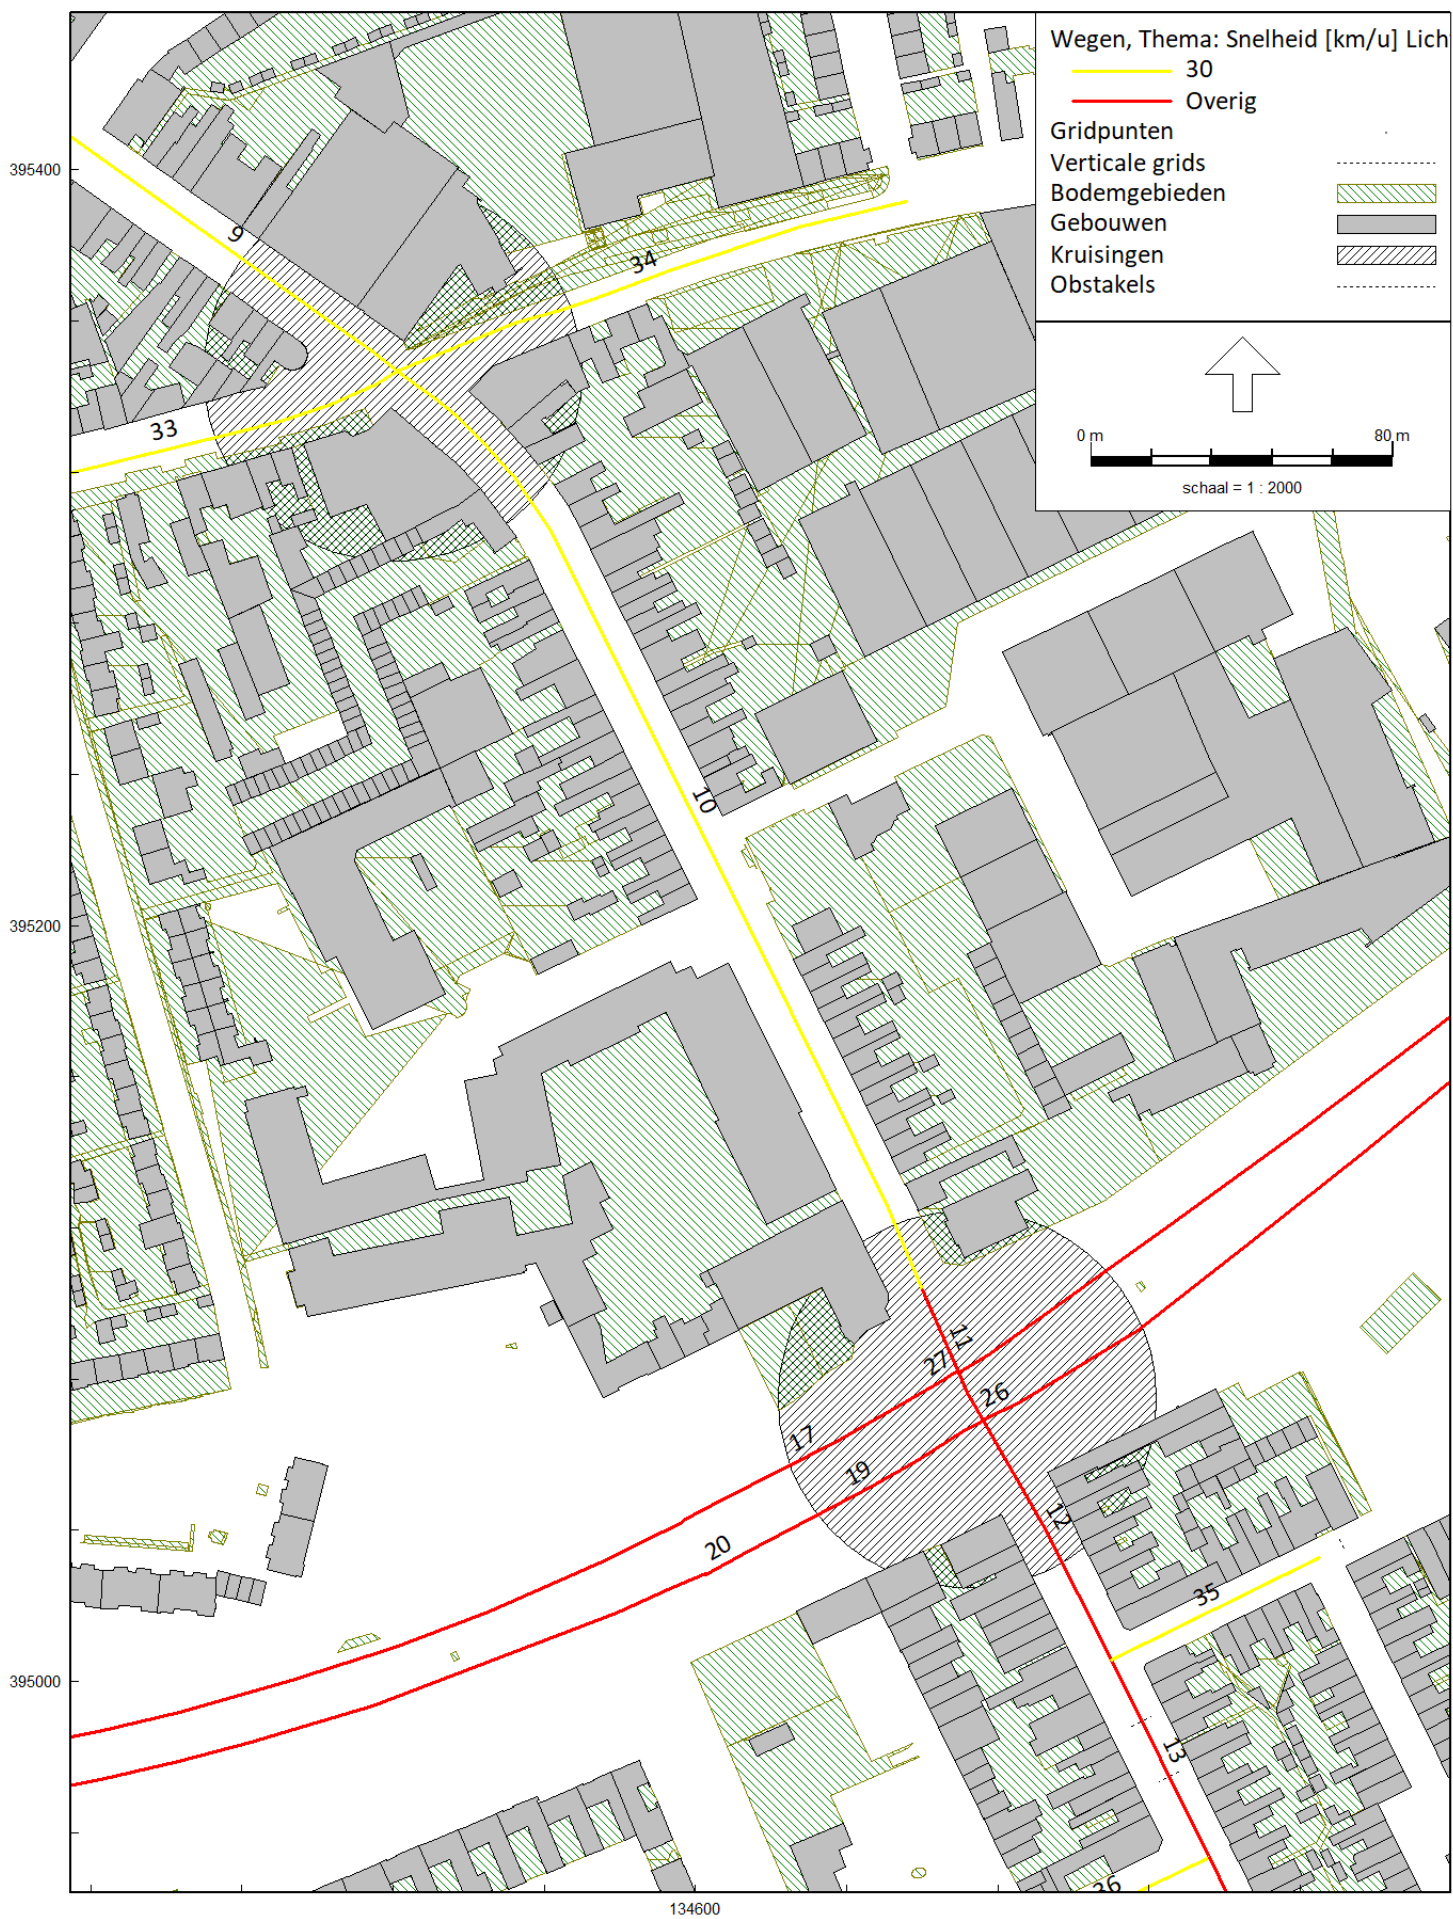 Wegen, Thema: Snelheid [km/u] Lich
30
Overig
Gridpunten
Verticale grids
Bodemgebieden
Gebouwen
Kruisingen
Obstakels
0 m 80 m
schaal = 1 : 2000
395400
9
34
33
10
395200
11
27
26
17
19
12
20
35
395000
13
36
134600